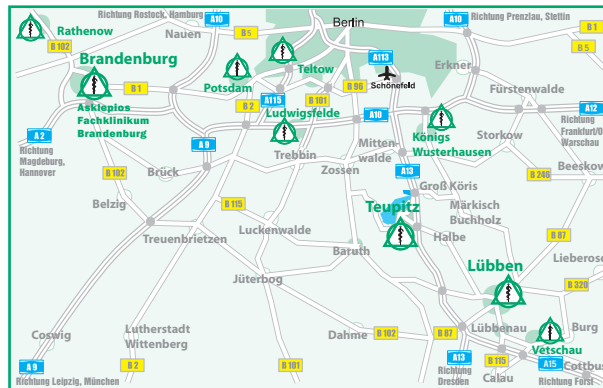 Richtung Rostock, Hamburg
A10
Berlin
A10
Richtung Prenzlau, Stettin
Rathenow
Nauen
B 5
B 1
B 102
B 5
Brandenburg
Teltow
A113
Erkner
Potsdam
Schönefeld
B 1
A115
B 101
B 96
Fürstenwalde
Asklepios
Fachklinikum
Brandenburg
B 2
Ludwigsfelde
A10
A12
Richtung
Frankfurt/O
Warschau
A 2
Richtung
Magdeburg,
Hannover
A 9
Trebbin
Mitten
walde
Königs
Wusterhausen
Storkow
Brück
Zossen
A13
B 246
Beeskow
B 102
Groß Köris
Belzig
B 115
Teupitz
Märkisch
Buchholz
Treuenbrietzen
Luckenwalde
Halbe
B 87
Baruth
Lübben
Lieberose
Jüterbog
B 320
Coswig
Lutherstadt
Wittenberg
Dahme
B 102
B 87
Lübbenau
Burg
Vetschau
A 9
B 2
B 101
A13
B 115
A15
Cottbus
Richtung Leipzig, München
Richtung
Dresden
Calau
Richtung Forst